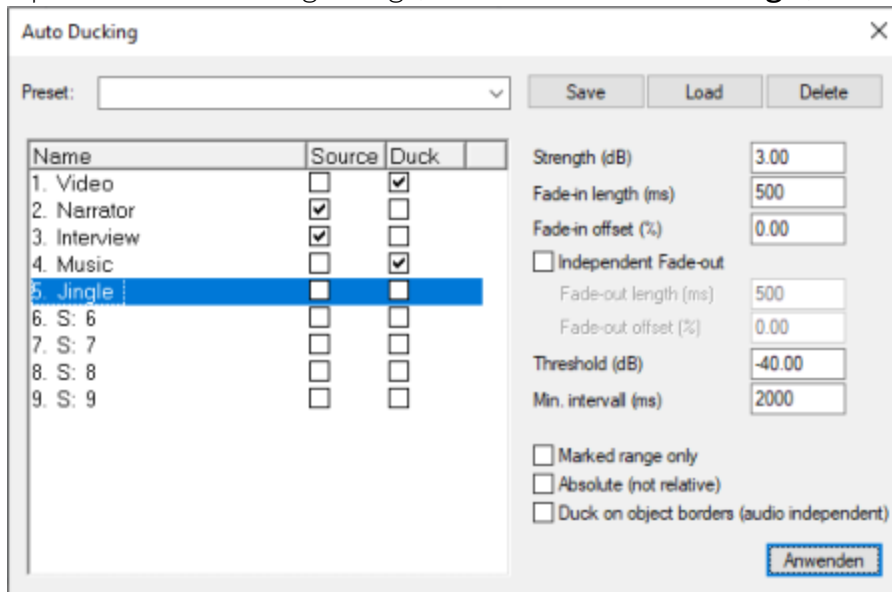 Auto Ducking
Preset:
Save Load Delete
Name Source Duck
1. Video
2. Narrator
3. Interview
4. Music
5. Jingle
6. S: 6
7. S: 7
8. S: 8
9. S: 9
Strength (dB) 3.00
Fade-in length (ms) 500
Fade-in offset (%) 0.00
Independent Fade-out
Fade-out length (ms) 500
Fade-out offset (%) 0.00
Threshold (dB) -40.00
Min. intervall (ms) 2000
Marked range only
Absolute (not relative)
Duck on object borders (audio independent)
Anwenden